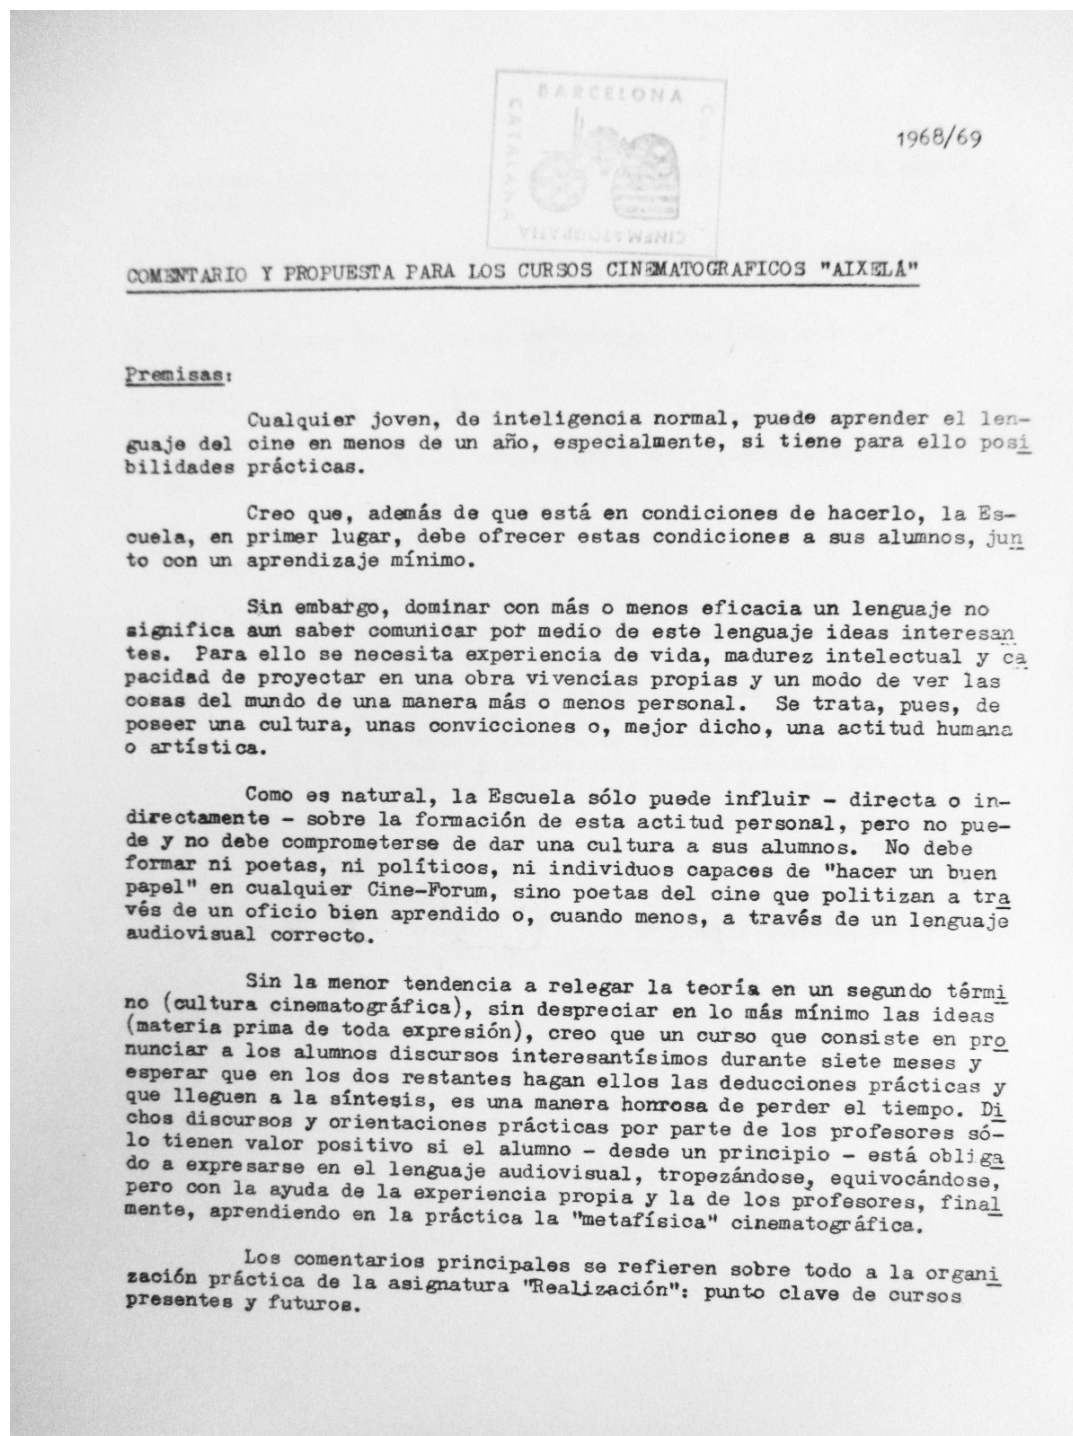 BARCELONA
CATALANA
CINEMATOGRAFIA
1968/69
COMENTARIO Y PROPUESTA PARA LOS CURSOS CINEMATOGRAFICOS "AIXELÁ"
Premisas:
Cualquier joven, de inteligencia normal, puede aprender el len-
guaje del cine en menos de un año, especialmente, si tiene para ello posi
bilidades prácticas.
Creo que, además de que está en condiciones de hacerlo, la Es-
cuela, en primer lugar, debe ofrecer estas condiciones a sus alumnos, jun
to con un aprendizaje mínimo.
Sin embargo, dominar con más o menos eficacia un lenguaje no
significa aun saber comunicar por medio de este lenguaje ideas interesan
tes. Para ello se necesita experiencia de vida, madurez intelectual y ca
pacidad de proyectar en una obra vivencias propias y un modo de ver las
cosas del mundo de una manera más o menos personal. Se trata, pues, de
poseer una cultura, unas convicciones o, mejor dicho, una actitud humana
o artística.
Como es natural, la Escuela sólo puede influir - directa o in-
directamente - sobre la formación de esta actitud personal, pero no pue-
de y no debe comprometerse de dar una cultura a sus alumnos. No debe
formar ni poetas, ni políticos, ni individuos capaces de "hacer un buen
papel" en cualquier Cine-Forum, sino poetas del cine que politizan a tra
vés de un oficio bien aprendido o, cuando menos, a través de un lenguaje
audiovisual correcto.
Sin la menor tendencia a relegar la teoría en un segundo térmi
no (cultura cinematográfica), sin despreciar en lo más mínimo las ideas
(materia prima de toda expresión), creo que un curso que consiste en pro
nunciar a los alumnos discursos interesantísimos durante siete meses y
esperar que en los dos restantes hagan ellos las deducciones prácticas y
que lleguen a la síntesis, es una manera honrosa de perder el tiempo. Di
chos discursos y orientaciones prácticas por parte de los profesores só-
lo tienen valor positivo si el alumno - desde un principio - está obliga
do a expresarse en el lenguaje audiovisual, tropezándose, equivocándose,
pero con la ayuda de la experiencia propia y la de los profesores, final
mente, aprendiendo en la práctica la "metafísica" cinematográfica.
Los comentarios principales se refieren sobre todo a la organi
zación práctica de la asignatura "Realización": punto clave de cursos
presentes y futuros.